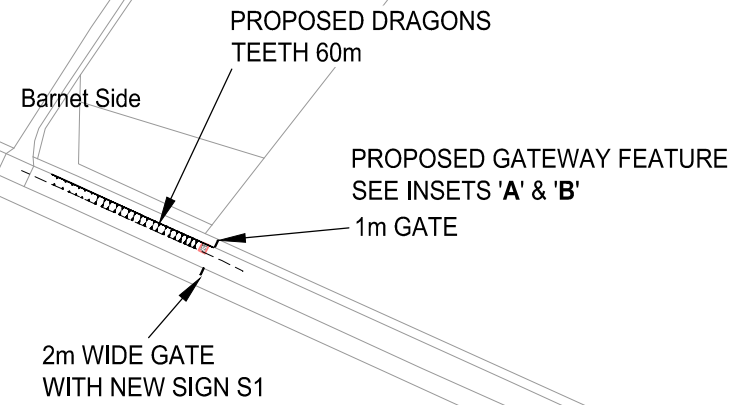 PROPOSED DRAGONS
TEETH 60m
Barnet Side
PROPOSED GATEWAY FEATURE
SEE INSETS 'A' & 'B'
1m GATE
2m WIDE GATE
WITH NEW SIGN S1